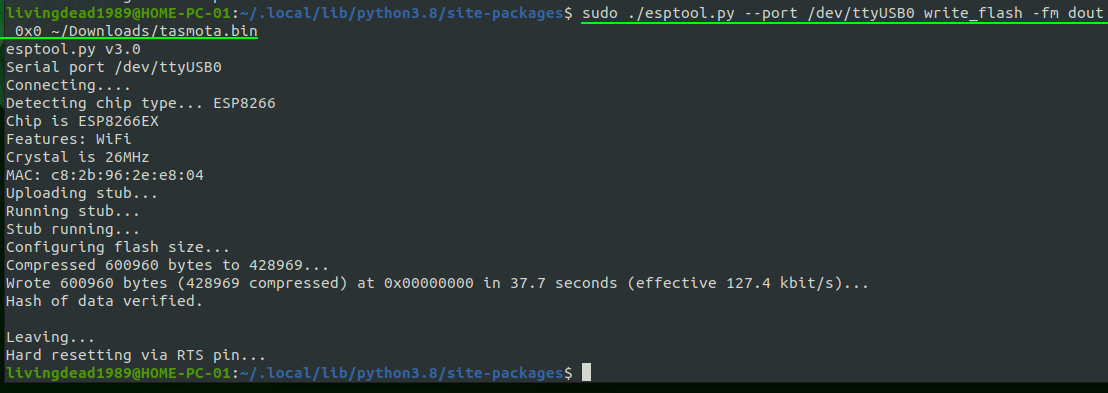 livingdead1989@HOME-PC-01:~/.local/lib/python3.8/site-packages$ sudo ./esptool.py --port /dev/ttyUSB0 write_flash -fm dout
 0x0 ~/Downloads/tasmota.bin
esptool.py v3.0
Serial port /dev/ttyUSB0
Connecting....
Detecting chip type... ESP8266
Chip is ESP8266EX
Features: WiFi
Crystal is 26MHz
MAC: c8:2b:96:2e:e8:04
Uploading stub...
Running stub...
Stub running...
Configuring flash size...
Compressed 600960 bytes to 428969...
Wrote 600960 bytes (428969 compressed) at 0x00000000 in 37.7 seconds (effective 127.4 kbit/s)...
Hash of data verified.

Leaving...
Hard resetting via RTS pin...
livingdead1989@HOME-PC-01:~/.local/lib/python3.8/site-packages$